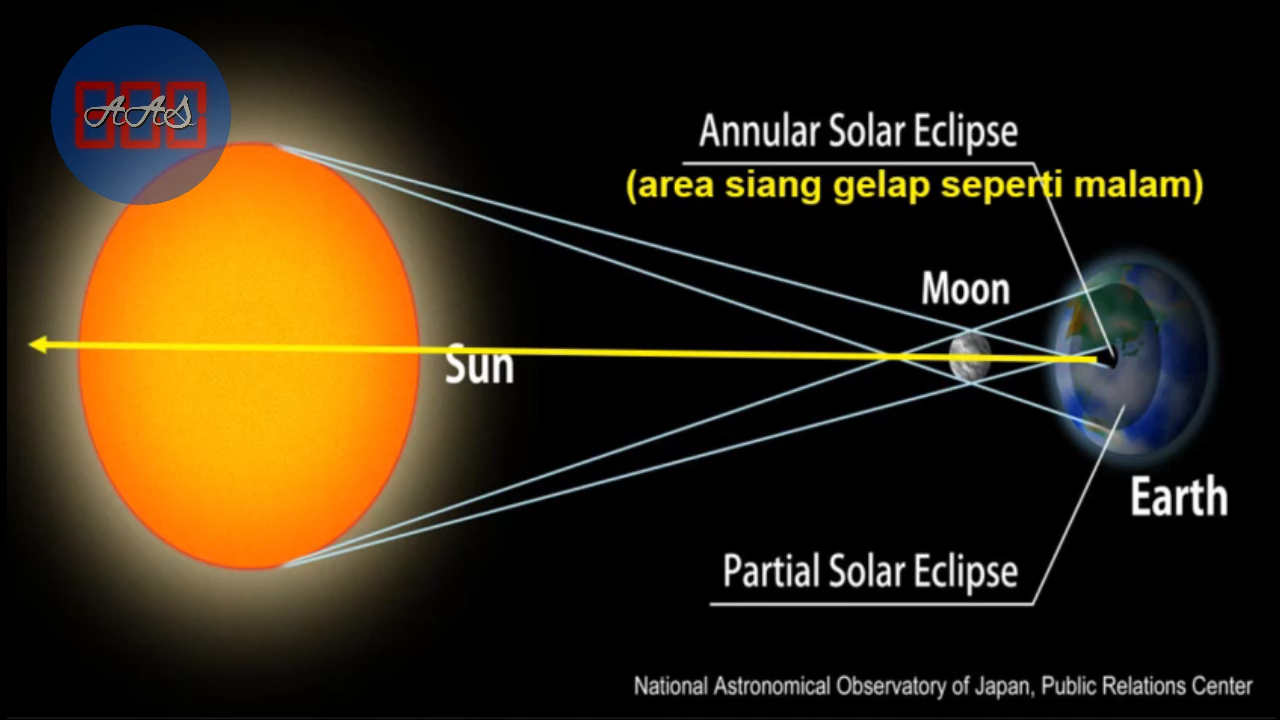 AAS
Annular Solar Eclipse
(area siang gelap seperti malam)
Moon
Sun
Earth
Partial Solar Eclipse
National Astronomical Observatory of Japan, Public Relations Center